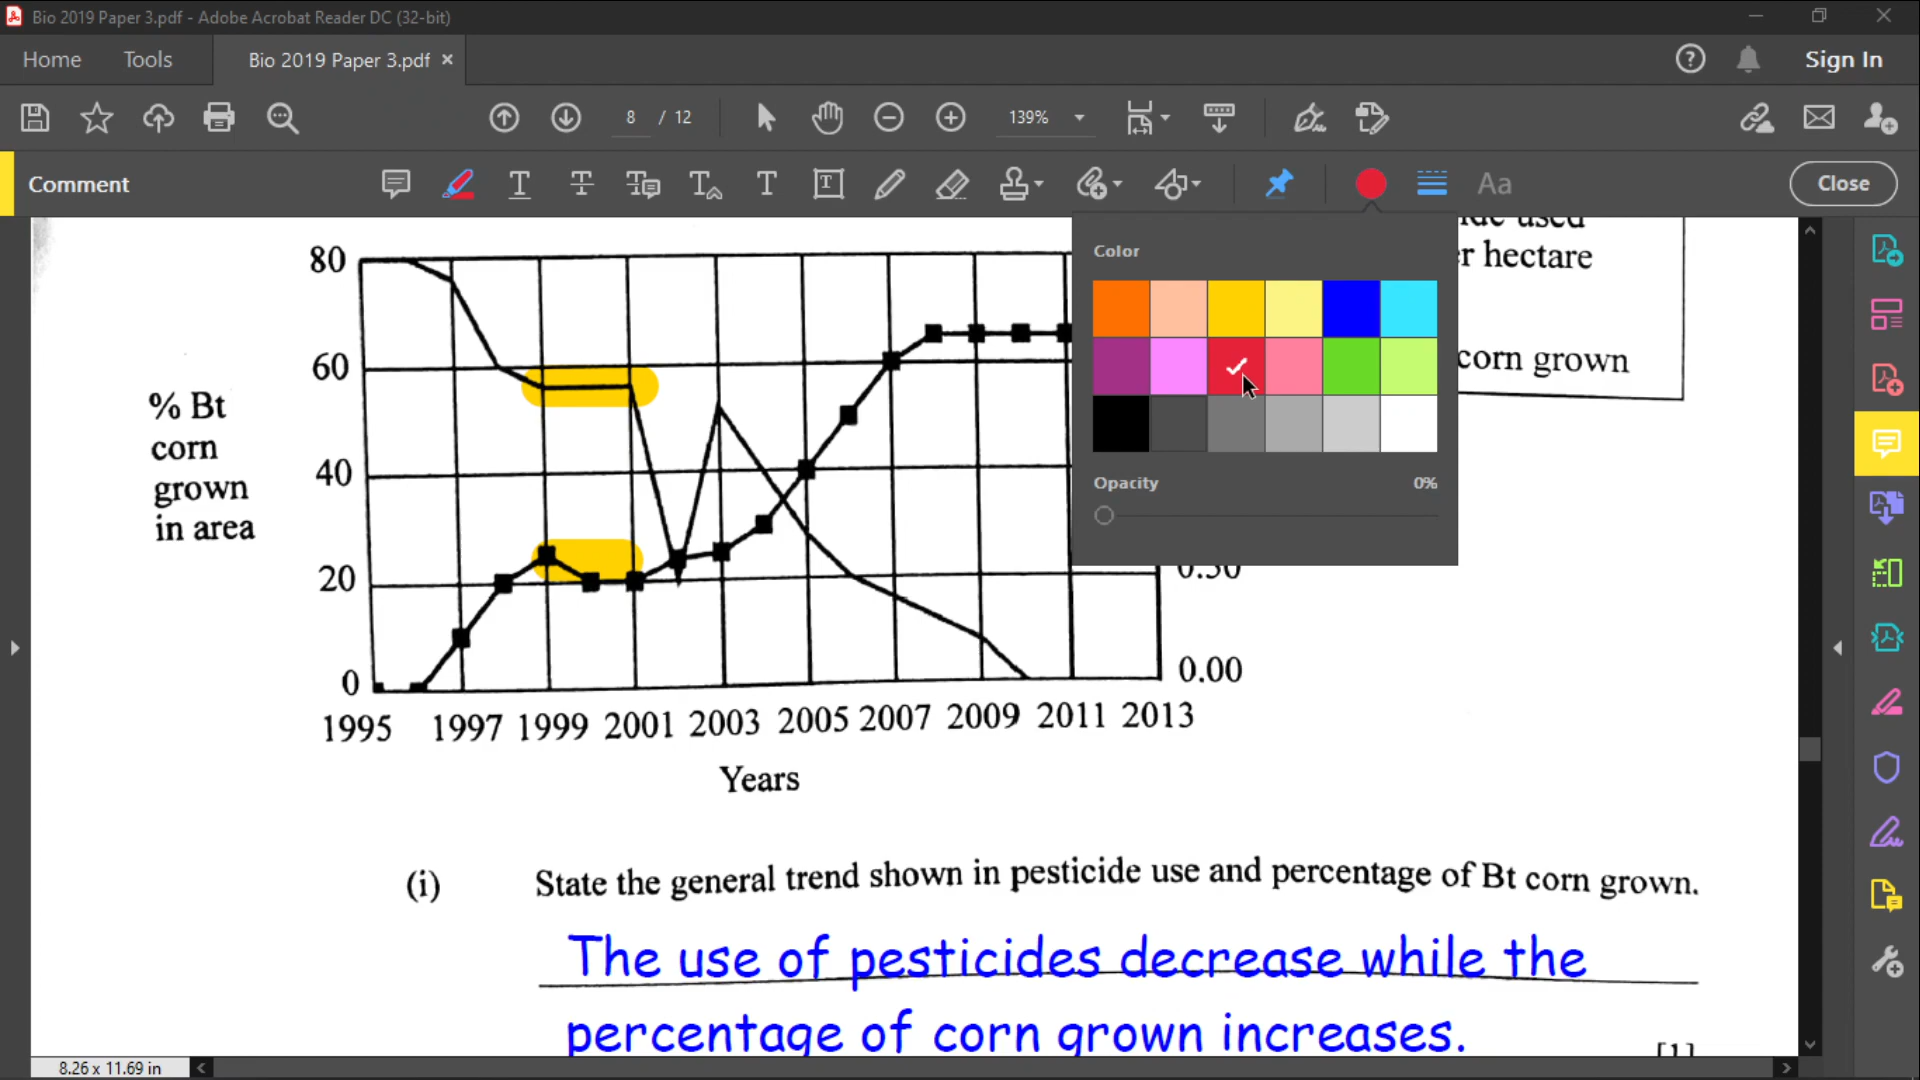 Bio 2019 Paper 3.pdf - Adobe Acrobat Reader DC (32-bit)
Home
Tools
Bio 2019 Paper 3.pdf
Sign In
8 / 12
139%
Comment
Aa
Close
Color
Opacity
0%
used
hectare
corn grown
80
60
40
20
0
% Bt
corn
grown
in area
0.00
1995 1997 1999 2001 2003 2005 2007 2009 2011 2013
Years
(i) State the general trend shown in pesticide use and percentage of Bt corn grown.
The use of pesticides decrease while the
percentage of corn grown increases.
[1]
8.26 x 11.69 in